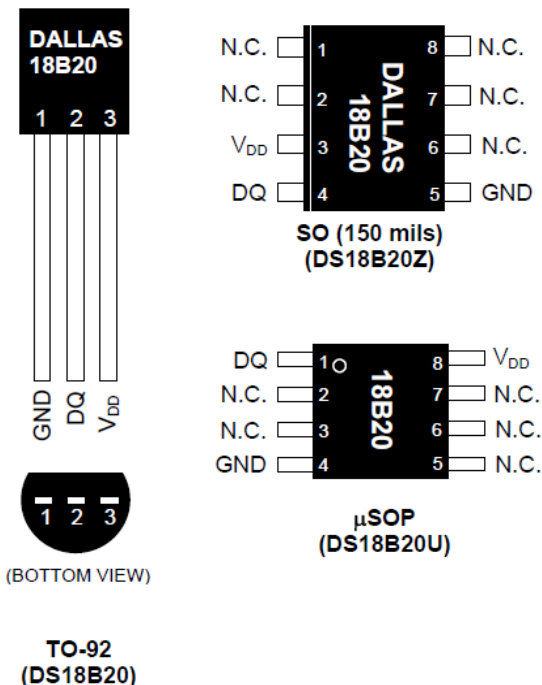 DALLAS
18B20
1 2 3
GND DQ VDD
1 2 3
(BOTTOM VIEW)
TO-92
(DS18B20)
N.C. 1 8 N.C.
N.C. 2 7 N.C.
VDD 3 6 N.C.
DQ 4 5 GND
DALLAS
18B20
SO (150 mils)
(DS18B20Z)
DQ 1 8 VDD
N.C. 2 7 N.C.
N.C. 3 6 N.C.
GND 4 5 N.C.
18B20
μSOP
(DS18B20U)